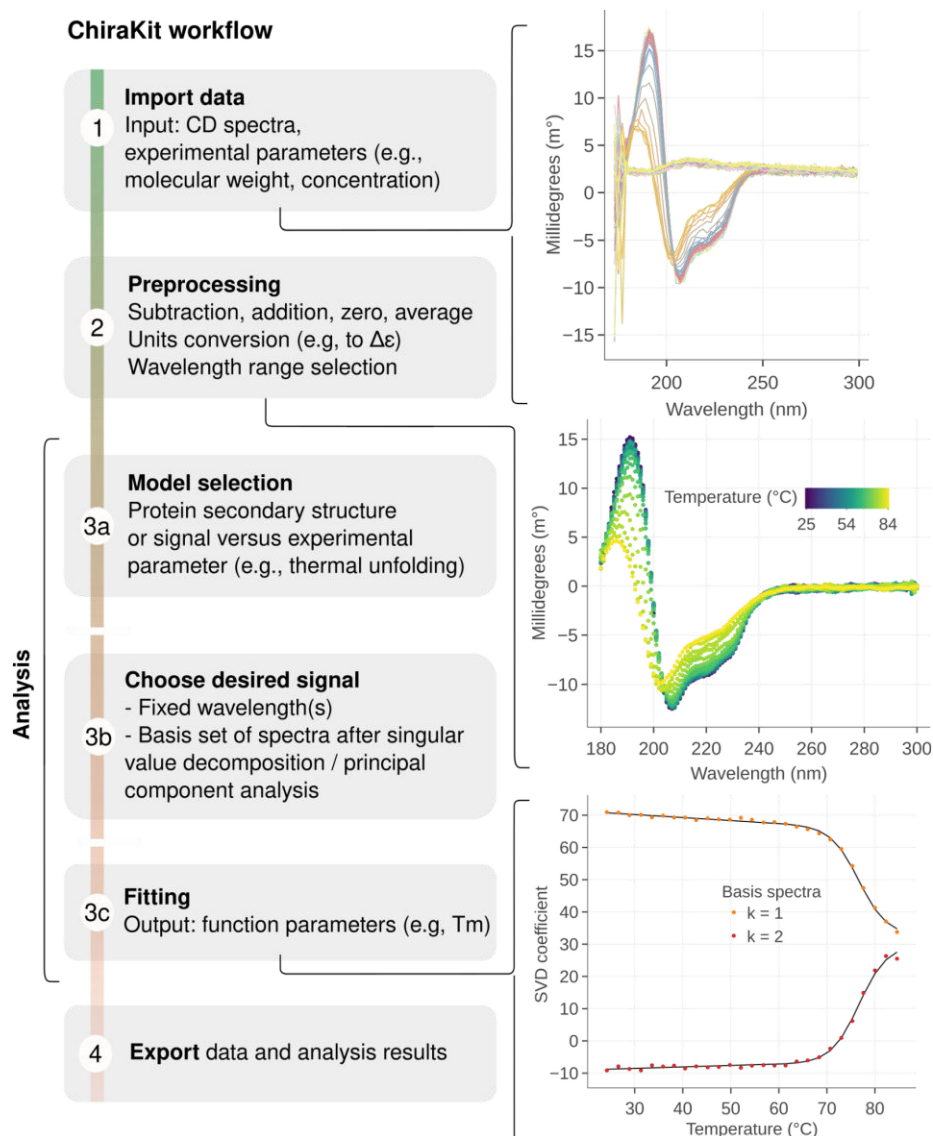 ChiraKit workflow
1
Import data
Input: CD spectra,
experimental parameters (e.g.,
molecular weight, concentration)
2
Preprocessing
Subtraction, addition, zero, average
Units conversion (e.g, to Δε)
Wavelength range selection
Analysis
3a
Model selection
Protein secondary structure
or signal versus experimental
parameter (e.g., thermal unfolding)
3b
Choose desired signal
- Fixed wavelength(s)
- Basis set of spectra after singular
value decomposition / principal
component analysis
3c
Fitting
Output: function parameters (e.g, Tm)
4
Export data and analysis results
Millidegrees (m°)
15
10
5
0
−5
−10
−15
200 250 300
Wavelength (nm)
Millidegrees (m°)
15
10
5
0
−5
−10
Temperature (°C)
25 54 84
180 200 220 240 260 280 300
Wavelength (nm)
SVD coefficient
70
60
50
40
30
20
10
0
−10
Basis spectra
k = 1
k = 2
30 40 50 60 70 80
Temperature (°C)